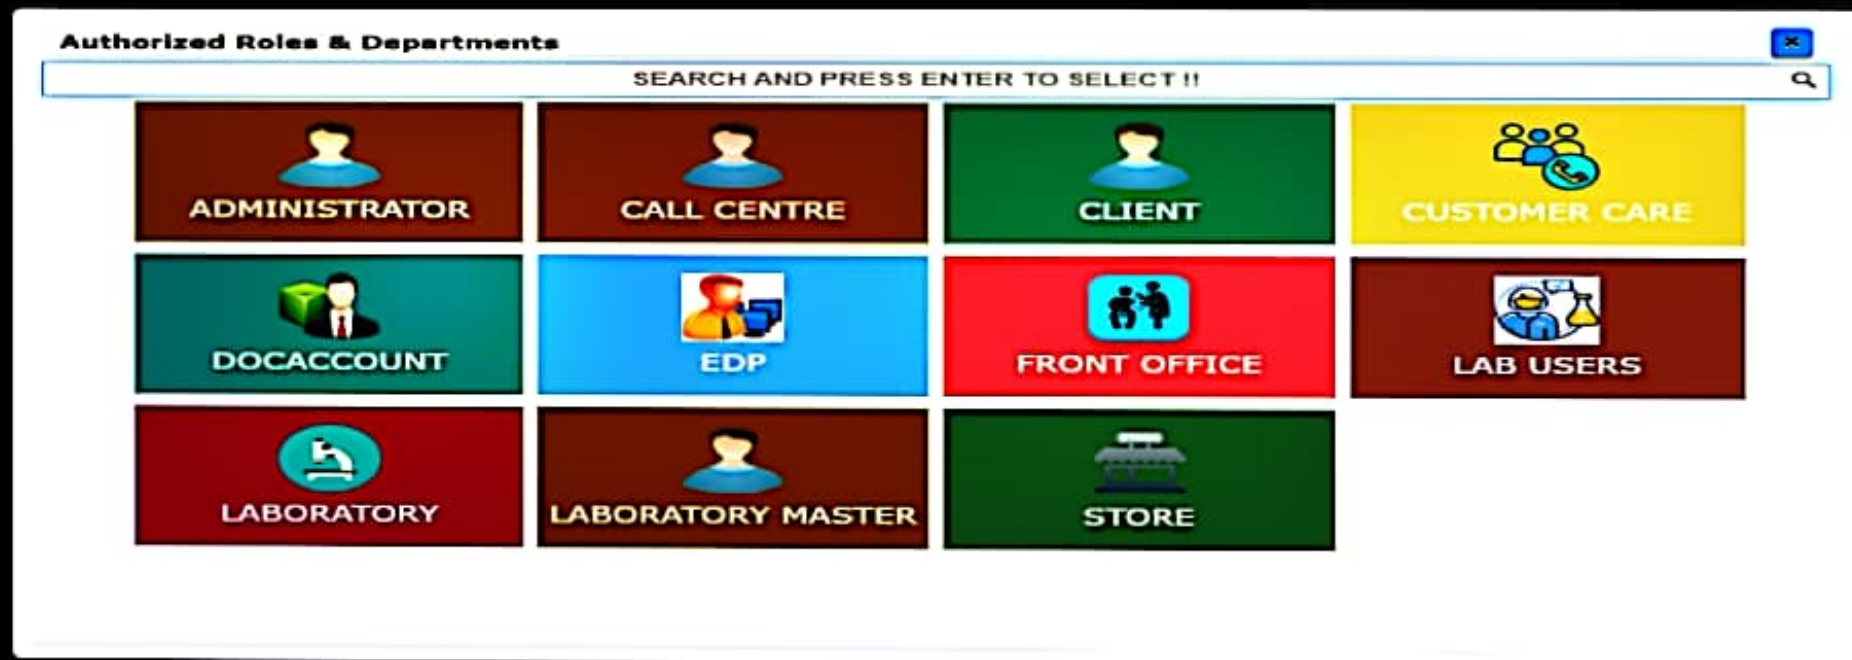 Authorized Roles & Departments
SEARCH AND PRESS ENTER TO SELECT !!
ADMINISTRATOR
CALL CENTRE
CLIENT
CUSTOMER CARE
DOCACCOUNT
EDP
FRONT OFFICE
LAB USERS
LABORATORY
LABORATORY MASTER
STORE